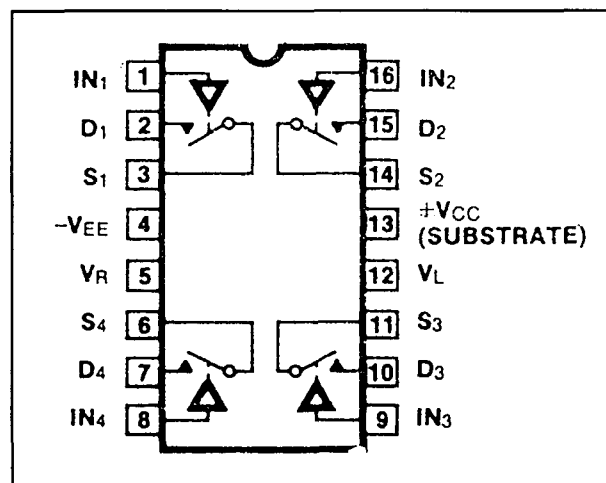 IN1 1 16 IN2
D1 2 15 D2
S1 3 14 S2
-VEE 4 13 +VCC
(SUBSTRATE)
VR 5 12 VL
S4 6 11 S3
D4 7 10 D3
IN4 8 9 IN3